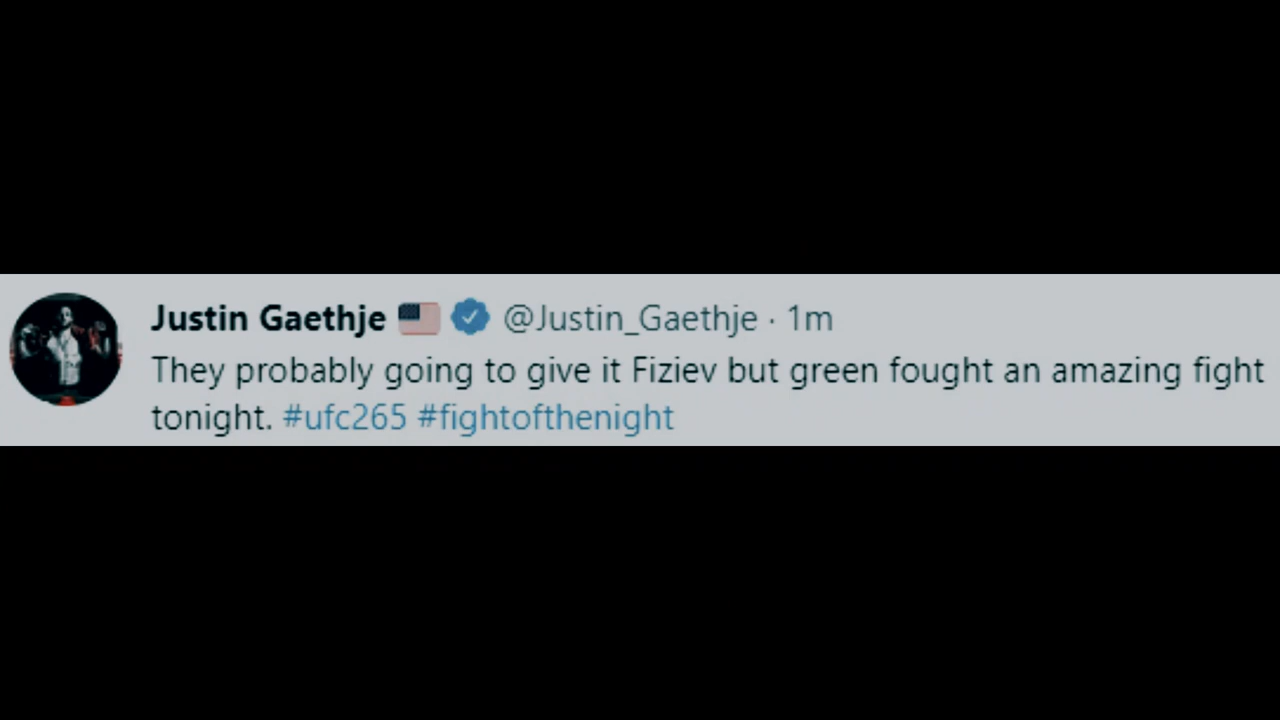 Justin Gaethje 🇺🇸 @Justin_Gaethje · 1m
They probably going to give it Fiziev but green fought an amazing fight
tonight. #ufc265 #fightofthenight